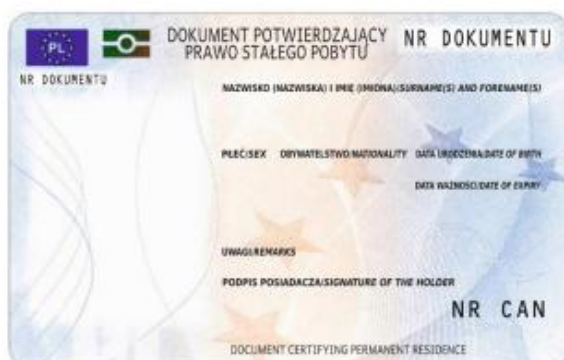 PL
DOKUMENT POTWIERDZAJĄCY
PRAWO STAŁEGO POBYTU
NR DOKUMENTU
NR DOKUMENTU
NAZWISKO (NAZWISKA) I IMIĘ (IMIONA)/SURNAME(S) AND FORENAME(S)
PŁEĆ/SEX OBYWATELSTWO/NATIONALITY DATA URODZENIA/DATE OF BIRTH
DATA WAŻNOŚCI/DATE OF EXPIRY
UWAGI/REMARKS
PODPIS POSIADACZA/SIGNATURE OF THE HOLDER
NR CAN
DOCUMENT CERTIFYING PERMANENT RESIDENCE